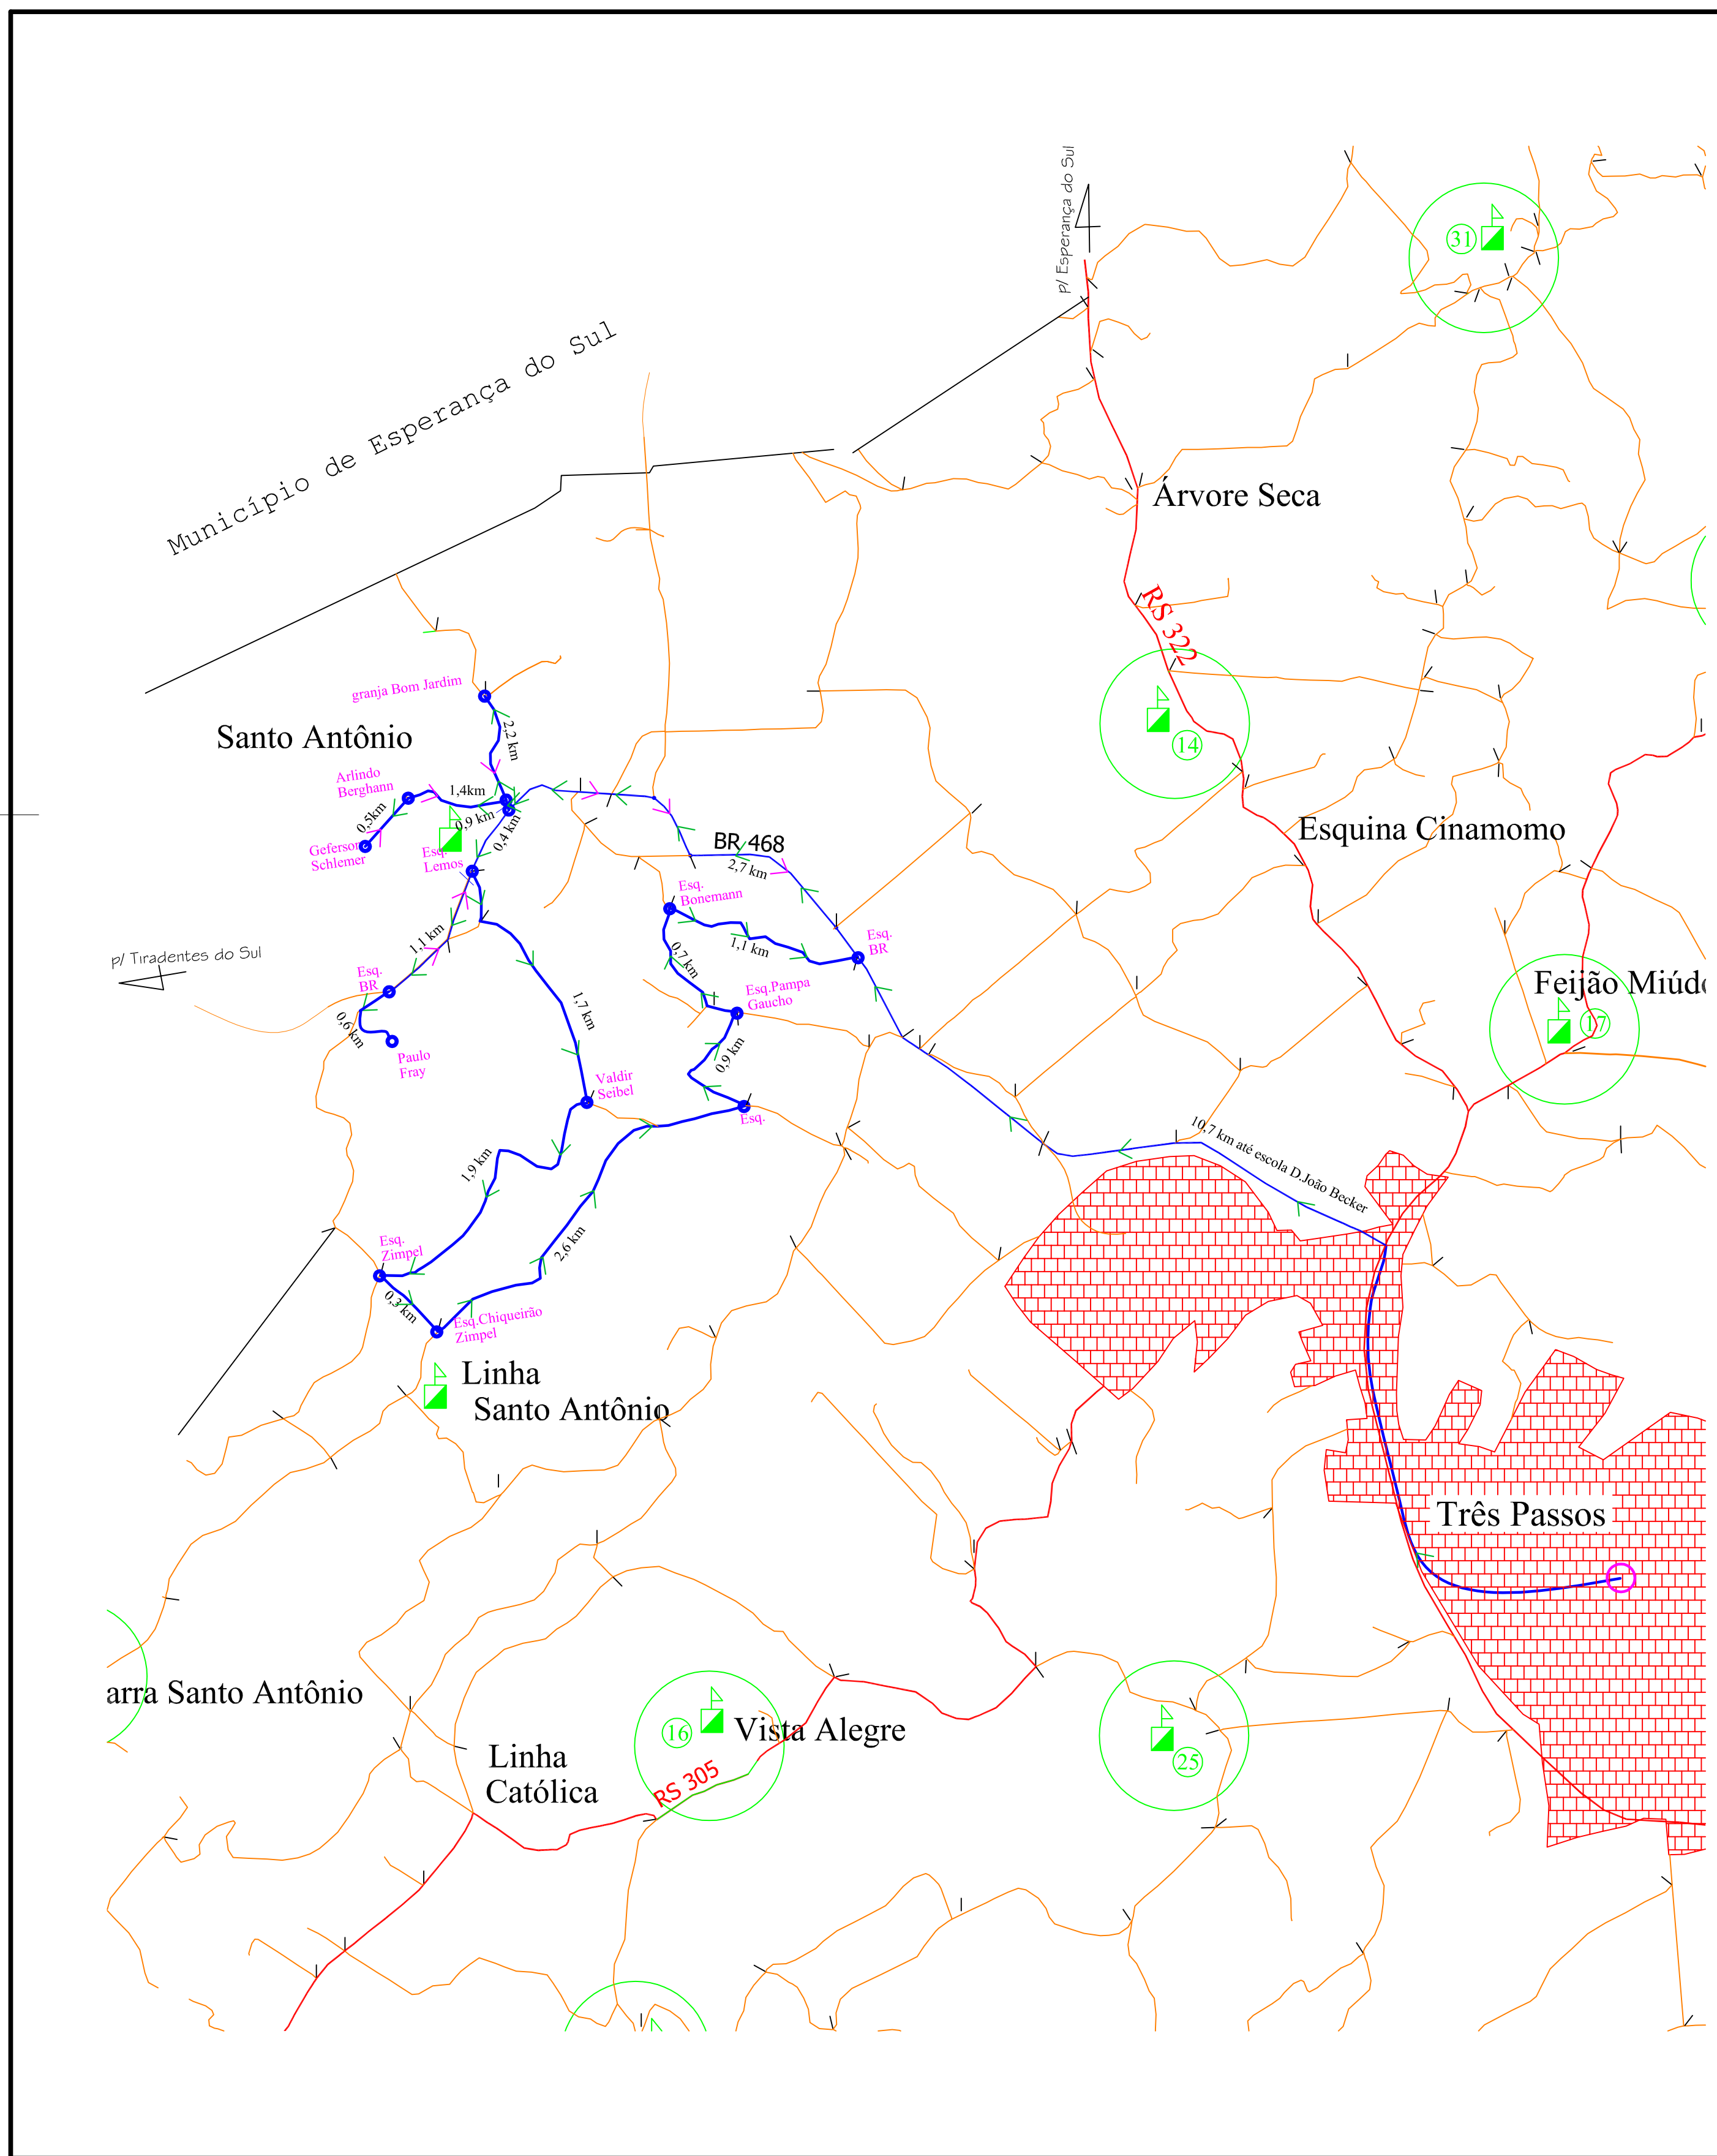 p/ Esperança do Sul
31
Município de Esperança do Sul
Árvore Seca
RS 322
granja Bom Jardim
2,2 km
Santo Antônio
14
Arlindo
Berghann
1,4km
0,5km
0,9 km
0,4 km
Geferson
Schlemer
Esq.
Lemos
BR 468
2,7 km
Esquina Cinamomo
Esq.
Bonemann
1,1 km
Esq.
BR
1,1 km
0,7 km
p/ Tiradentes do Sul
Esq.
BR
Esq.Pampa
Gaucho
Feijão Miúdo
17
0,6 km
1,7 km
0,9 km
Paulo
Fray
Valdir
Seibel
Esq.
10,7 km até escola D.João Becker
1,9 km
2,6 km
Esq.
Zimpel
0,3 km
Esq.Chiqueirão
Zimpel
Linha
Santo Antônio
Três Passos
arra Santo Antônio
16
Vista Alegre
25
Linha
Católica
RS 305